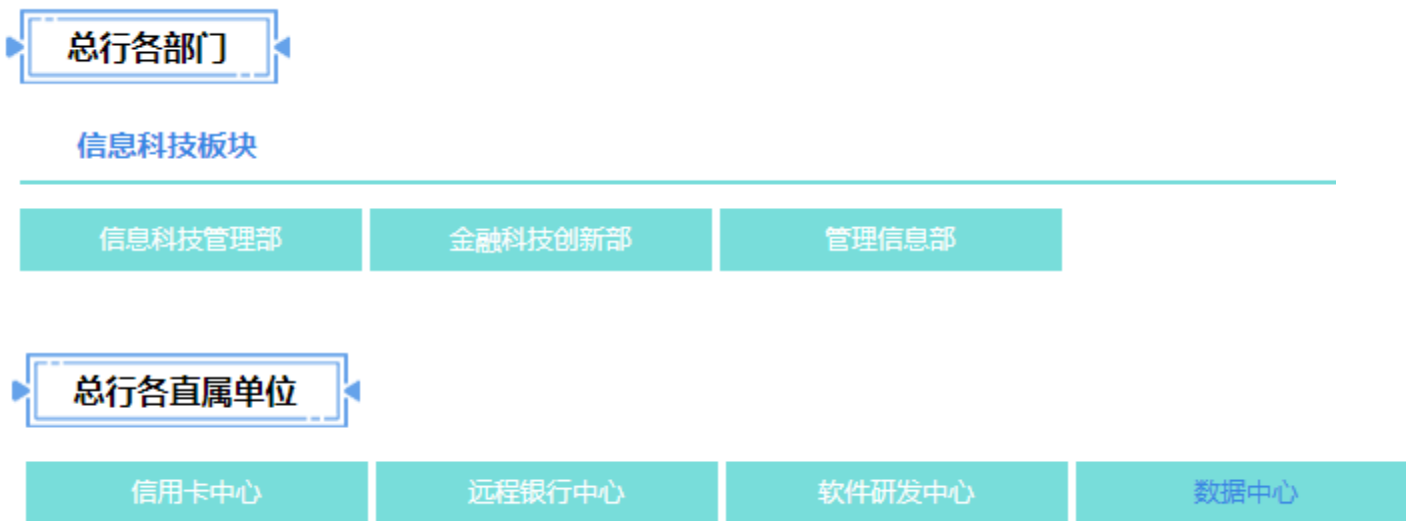 总行各部门
信息科技板块
信息科技管理部 金融科技创新部 管理信息部
总行各直属单位
信用卡中心 远程银行中心 软件研发中心 数据中心